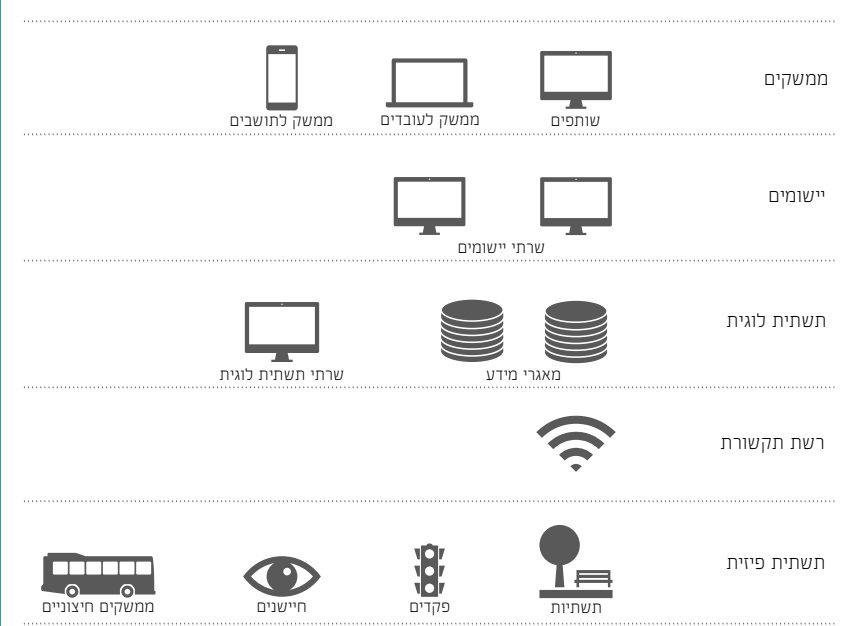 ממשקים
שותפים
ממשק לעובדים
ממשק לתושבים
יישומים
שרתי יישומים
תשתית לוגית
מאגרי מידע
שרתי תשתית לוגית
רשת תקשורת
תשתית פיזית
תשתיות
פקדים
חיישנים
ממשקים חיצוניים